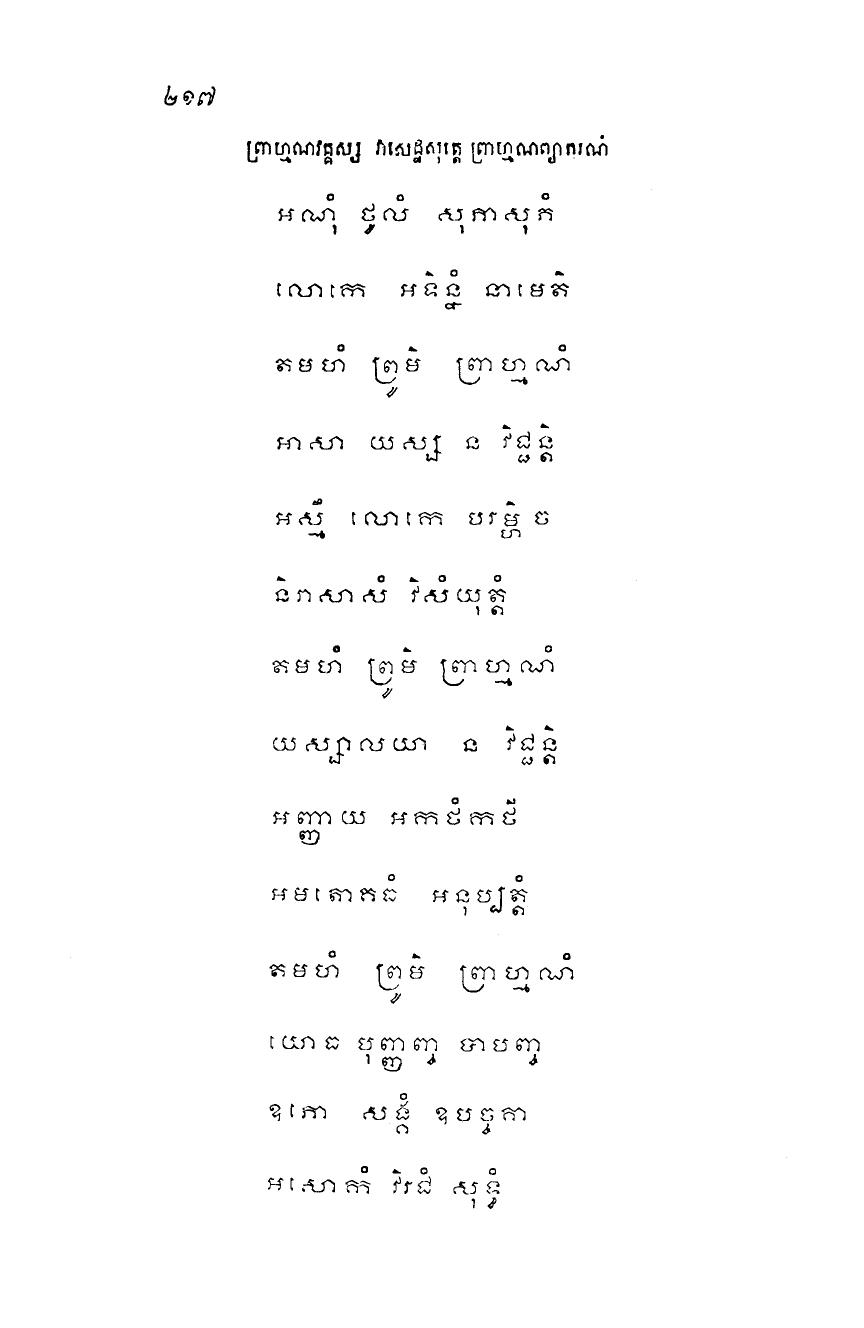 ២១៧
ព្រាហ្មណវគ្គស្ស វាសេដ្ឋសុត្តេ ព្រាហ្មណព្យាករណំ
អណុំ ថូលំ សុភាសុភំ
លោកេ អទិន្នំ នាមេតិ
តមហំ ព្រូមិ ព្រាហ្មណំ
អាសា យស្ស ន វិជ្ជន្តិ
អស្មឹ លោកេ បរម្ហិ ច
និរាសាសំ វិសំយុត្តំ
តមហំ ព្រូមិ ព្រាហ្មណំ
យស្សាលយា ន វិជ្ជន្តិ
អញ្ញាយ អកថំកថី
អមតោគធំ អនុប្បត្តំ
តមហំ ព្រូមិ ព្រាហ្មណំ
យោធ បុញ្ញញ្ច បាបញ្ច
ឧភោ សង្គំ ឧបច្ចគា
អសោកំ វិរជំ សុទ្ធំ